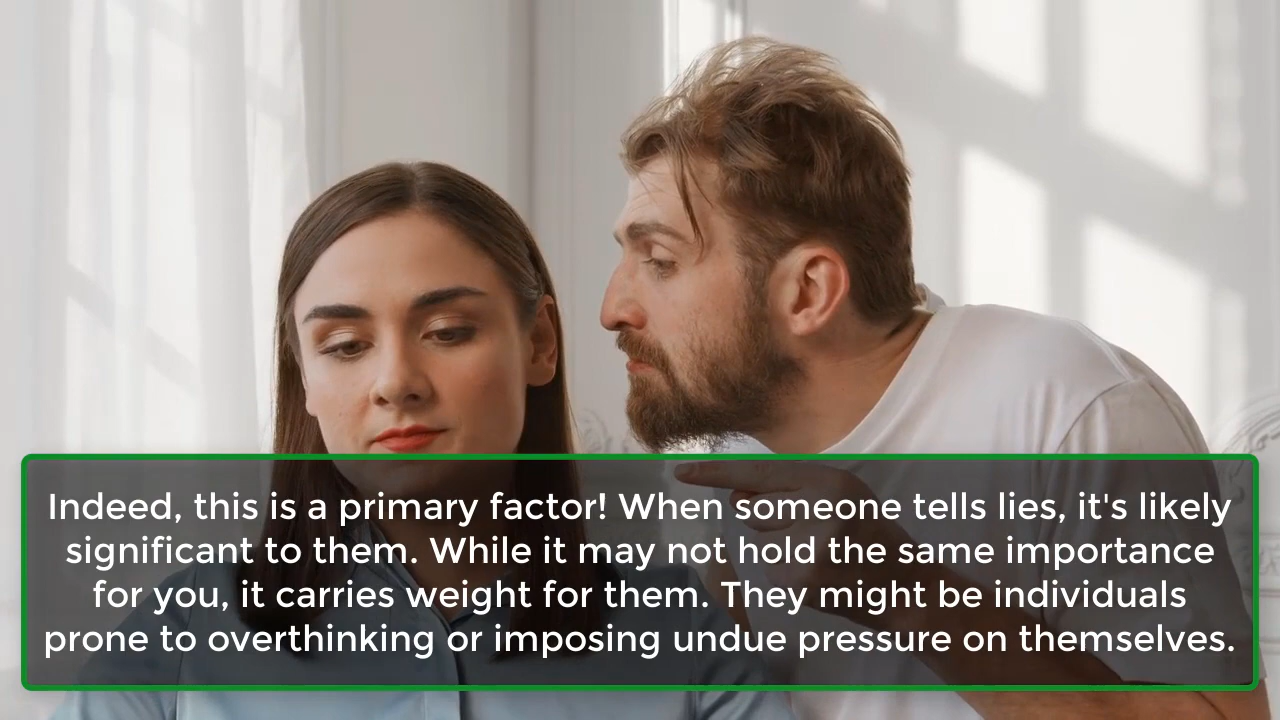 Indeed, this is a primary factor! When someone tells lies, it's likely
significant to them. While it may not hold the same importance
for you, it carries weight for them. They might be individuals
prone to overthinking or imposing undue pressure on themselves.